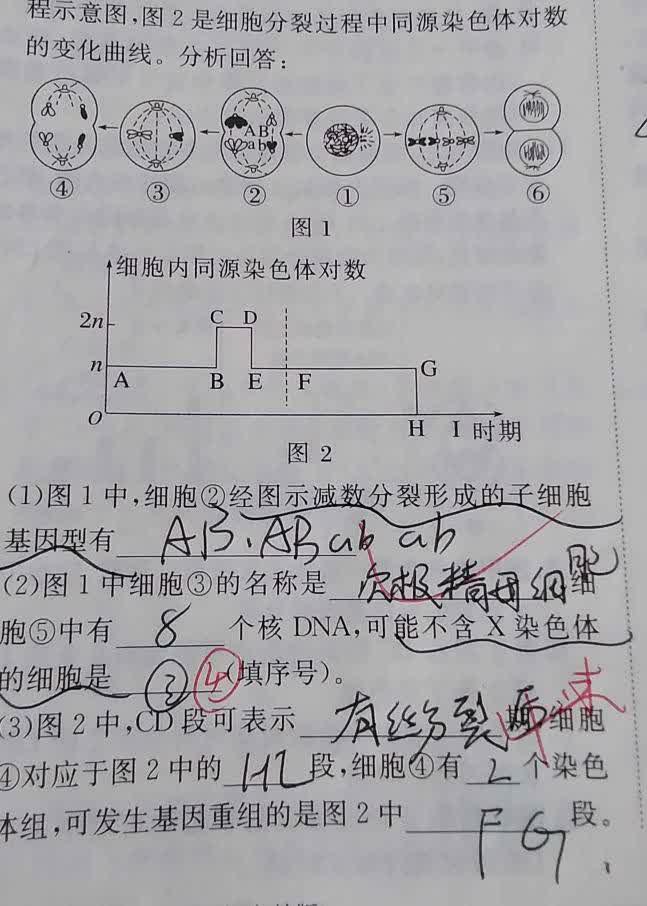 程示意图,图2是细胞分裂过程中同源染色体对数
的变化曲线。分析回答:
A B
a b
④ ③ ② ① ⑤ ⑥
图1
细胞内同源染色体对数
2n C D
n A B E F G
O H I 时期
图2
(1)图1中,细胞②经图示减数分裂形成的子细胞
基因型有 AB、AB ab ab
(2)图1中细胞③的名称是 次级精母细胞 细
胞⑤中有 8 个核DNA,可能不含X染色体
的细胞是 ③④(填序号)。
(3)图2中,CD段可表示 有丝分裂后 末 细胞
④对应于图2中的 HI 段,细胞④有 2 个染色
体组,可发生基因重组的是图2中 FG 段。